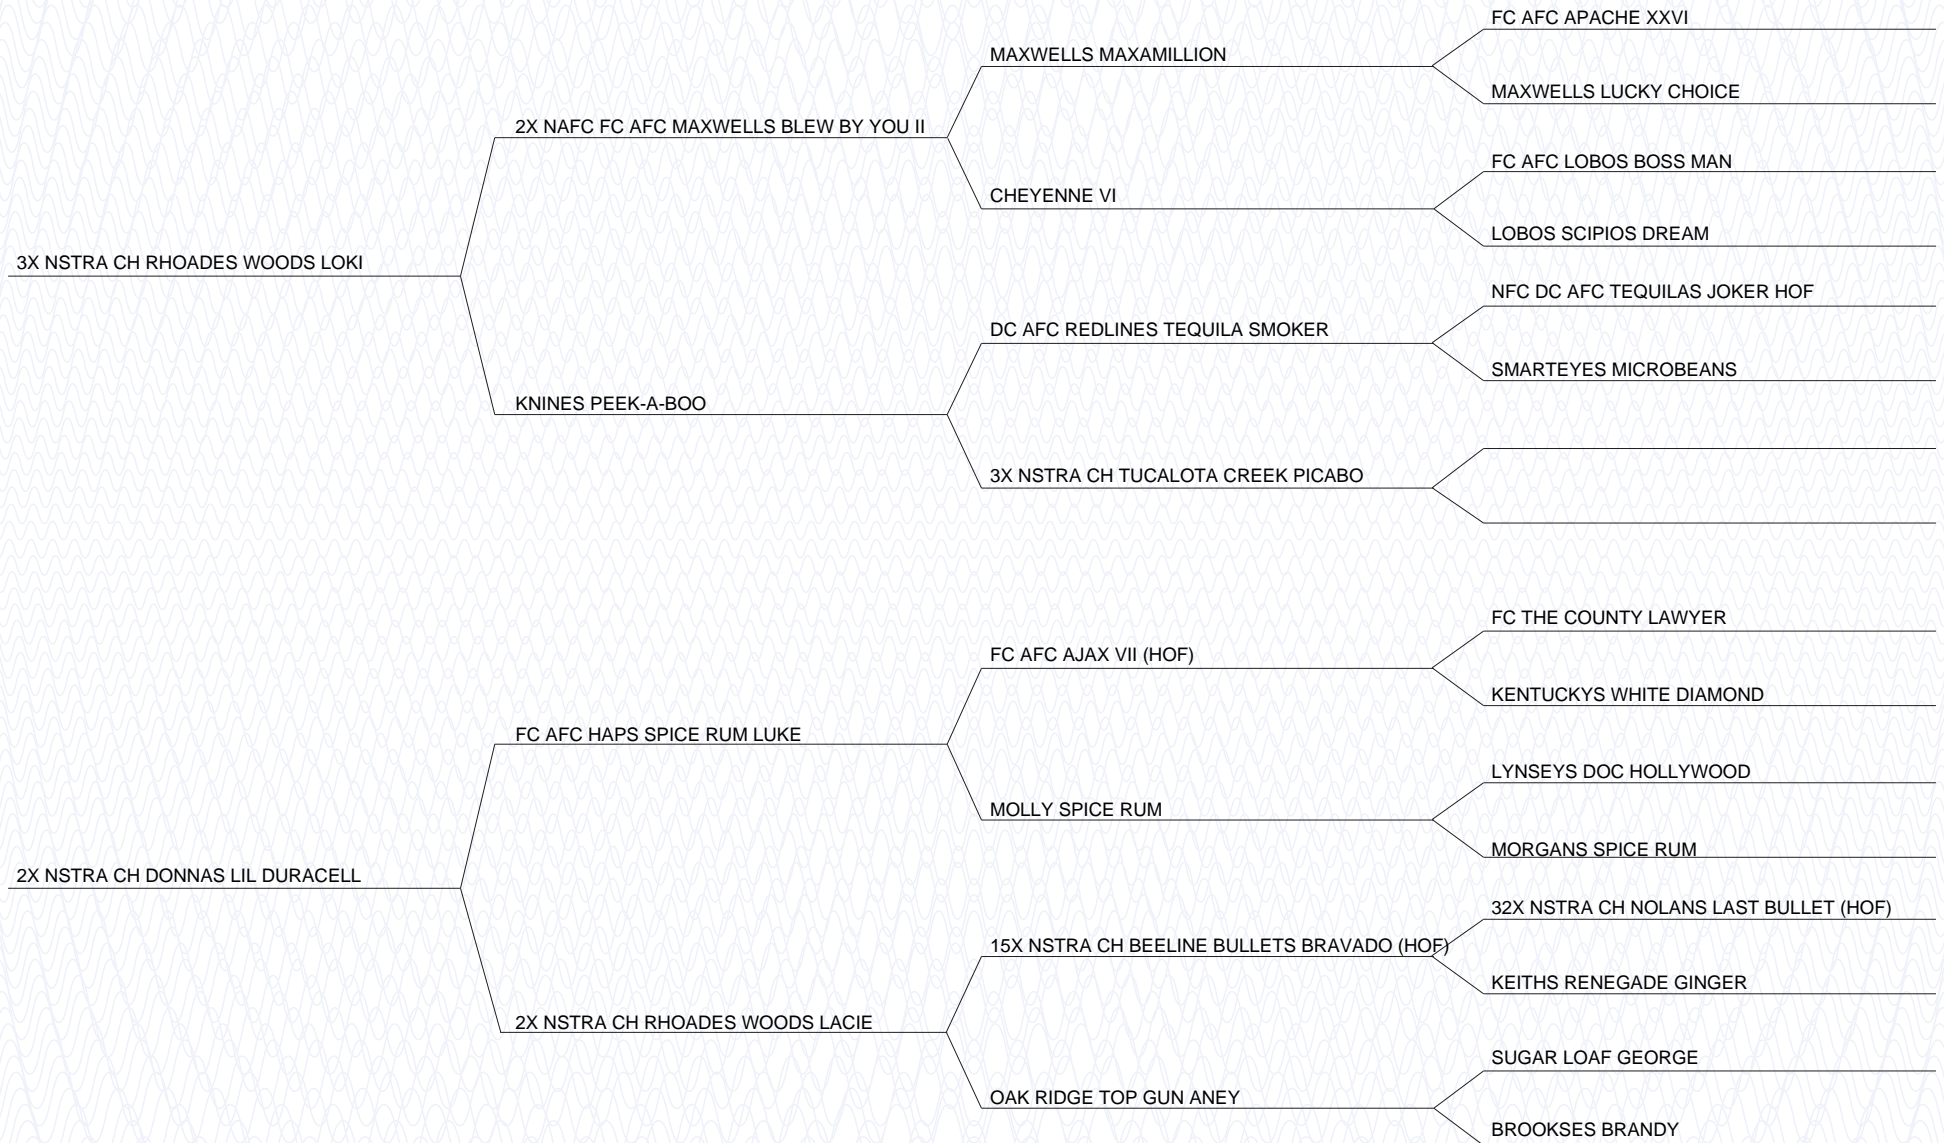 FC AFC APACHE XXVI
MAXWELLS MAXAMILLION
MAXWELLS LUCKY CHOICE
2X NAFC FC AFC MAXWELLS BLEW BY YOU II
FC AFC LOBOS BOSS MAN
CHEYENNE VI
LOBOS SCIPIOS DREAM
3X NSTRA CH RHOADES WOODS LOKI
NFC DC AFC TEQUILAS JOKER HOF
DC AFC REDLINES TEQUILA SMOKER
SMARTEYES MICROBEANS
KNINES PEEK-A-BOO
3X NSTRA CH TUCALOTA CREEK PICABO
FC THE COUNTY LAWYER
FC AFC AJAX VII (HOF)
KENTUCKYS WHITE DIAMOND
FC AFC HAPS SPICE RUM LUKE
LYNSEYS DOC HOLLYWOOD
MOLLY SPICE RUM
MORGANS SPICE RUM
2X NSTRA CH DONNAS LIL DURACELL
32X NSTRA CH NOLANS LAST BULLET (HOF)
15X NSTRA CH BEELINE BULLETS BRAVADO (HOF)
KEITHS RENEGADE GINGER
2X NSTRA CH RHOADES WOODS LACIE
SUGAR LOAF GEORGE
OAK RIDGE TOP GUN ANEY
BROOKSES BRANDY